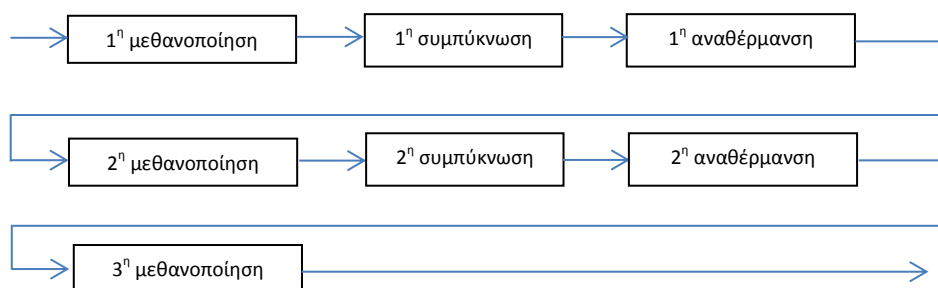 1η μεθανοποίηση
1η συμπύκνωση
1η αναθέρμανση
2η μεθανοποίηση
2η συμπύκνωση
2η αναθέρμανση
3η μεθανοποίηση